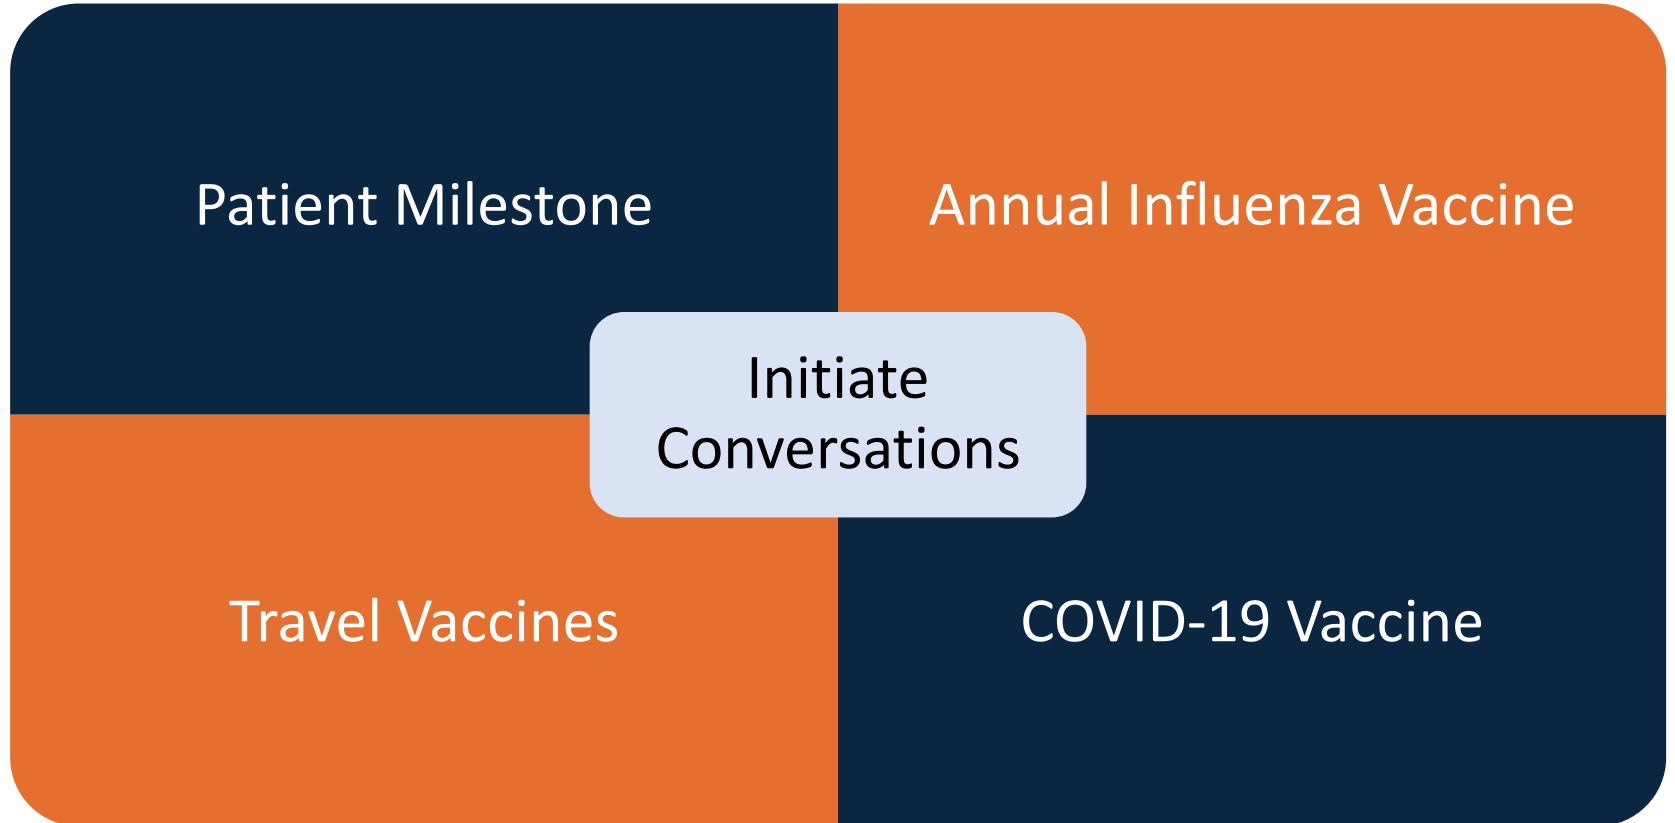 Patient Milestone
Annual Influenza Vaccine
Initiate
Conversations
Travel Vaccines
COVID-19 Vaccine